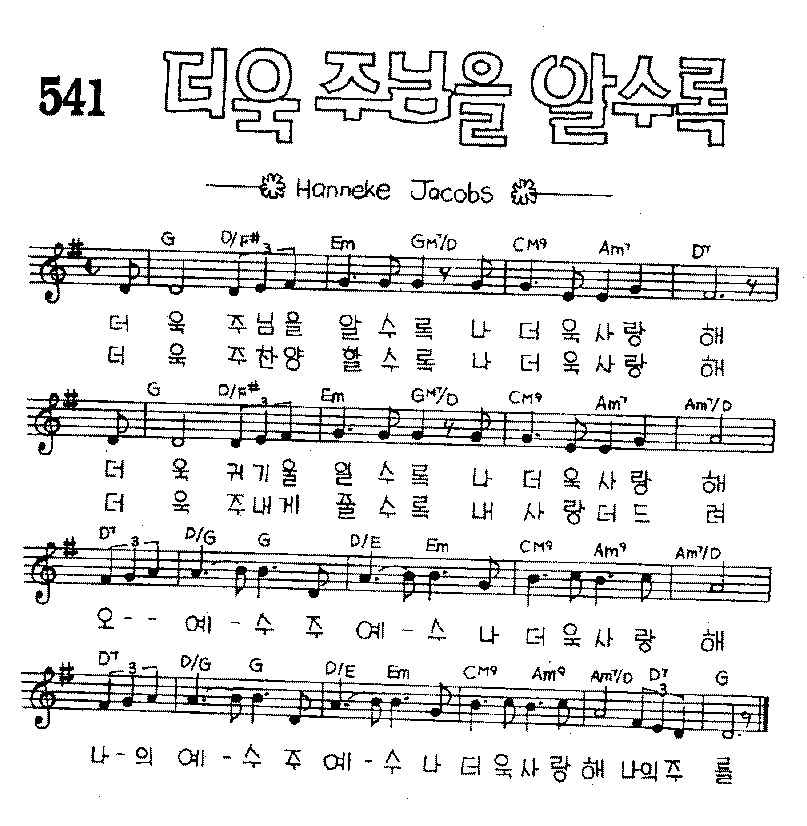 541 더욱 주님을 알수록
Hanneke Jacobs
G D/F# 3 Em GM7/D CM9 Am7 D7
더 욱 주 님 을 알 수 록 나 더 욱 사 랑 해
더 욱 주 찬 양 할 수 록 나 더 욱 사 랑 해
G D/F# 3 Em GM7/D CM9 Am7 Am7/D
더 욱 귀 기 울 일 수 록 나 더 욱 사 랑 해
더 욱 주 내 게 줄 수 록 내 사 랑 더 드 려
D7 3 D/G G D/E Em CM9 Am9 Am7/D
오 - - 예 - 수 주 예 - 수 나 더 욱 사 랑 해
D7 3 D/G G D/E Em CM9 Am9 Am7/D D7 3 G
나 - 의 예 - 수 주 예 - 수 나 더 욱 사 랑 해 나 의 주 를